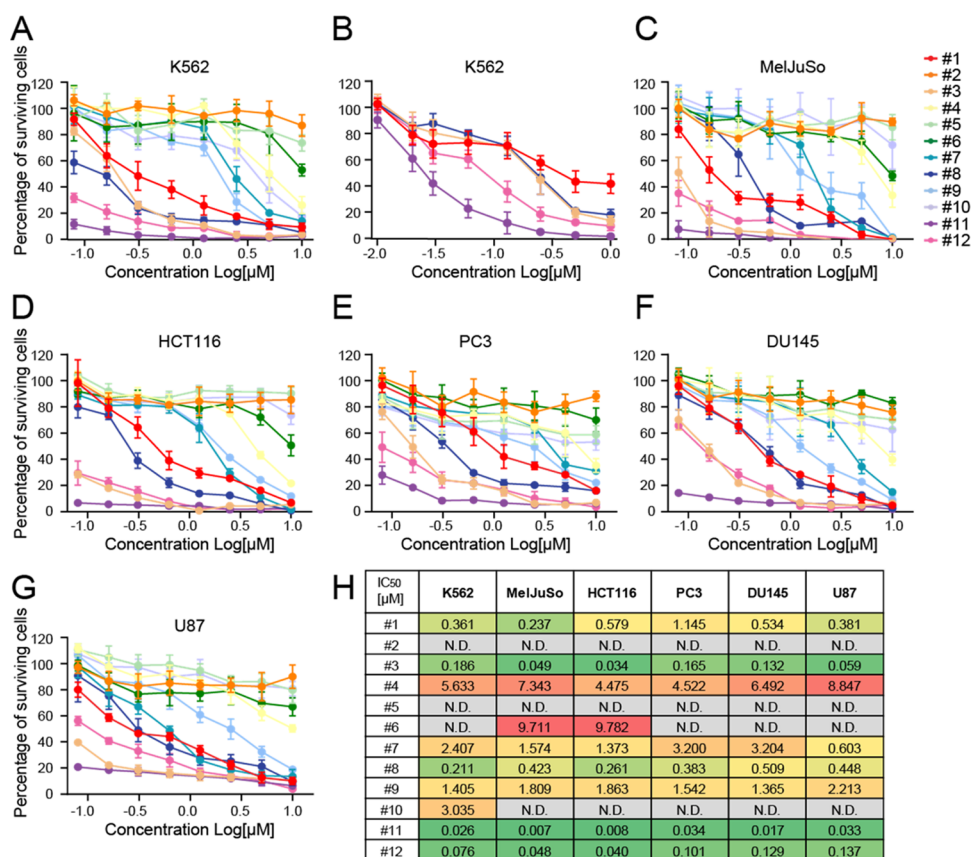 A
K562
Percentage of surviving cells
120
100
80
60
40
20
0
-1.0 -0.5 0.0 0.5 1.0
Concentration Log[µM]
B
K562
120
100
80
60
40
20
0
-2.0 -1.5 -1.0 -0.5 0.0
Concentration Log[µM]
C
MelJuSo
120
100
80
60
40
20
0
-1.0 -0.5 0.0 0.5 1.0
Concentration Log[µM]
#1
#2
#3
#4
#5
#6
#7
#8
#9
#10
#11
#12
D
HCT116
Percentage of surviving cells
120
100
80
60
40
20
0
-1.0 -0.5 0.0 0.5 1.0
Concentration Log[µM]
E
PC3
120
100
80
60
40
20
0
-1.0 -0.5 0.0 0.5 1.0
Concentration Log[µM]
F
DU145
120
100
80
60
40
20
0
-1.0 -0.5 0.0 0.5 1.0
Concentration Log[µM]
G
U87
Percentage of surviving cells
120
100
80
60
40
20
0
-1.0 -0.5 0.0 0.5 1.0
Concentration Log[µM]
H
IC50 [µM] K562 MelJuSo HCT116 PC3 DU145 U87
#1 0.361 0.237 0.579 1.145 0.534 0.381
#2 N.D. N.D. N.D. N.D. N.D. N.D.
#3 0.186 0.049 0.034 0.165 0.132 0.059
#4 5.633 7.343 4.475 4.522 6.492 8.847
#5 N.D. N.D. N.D. N.D. N.D. N.D.
#6 N.D. 9.711 9.782 N.D. N.D. N.D.
#7 2.407 1.574 1.373 3.200 3.204 0.603
#8 0.211 0.423 0.261 0.383 0.509 0.448
#9 1.405 1.809 1.863 1.542 1.365 2.213
#10 3.035 N.D. N.D. N.D. N.D. N.D.
#11 0.026 0.007 0.008 0.034 0.017 0.033
#12 0.076 0.048 0.040 0.101 0.129 0.137